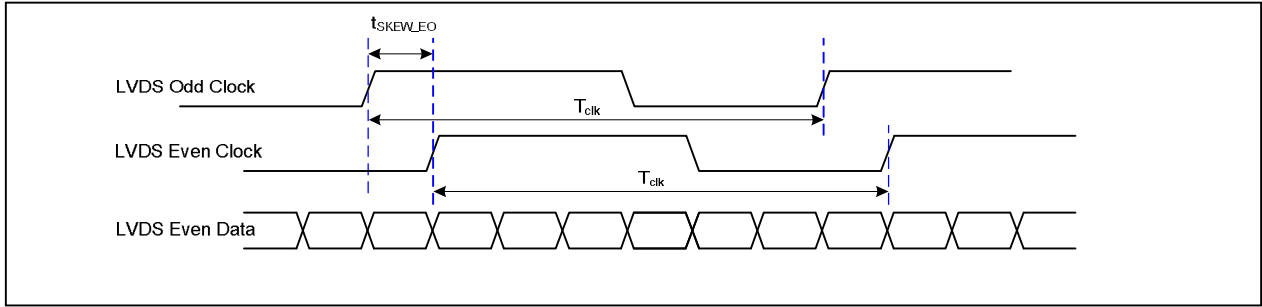 tSKEW_EO
LVDS Odd Clock
Tclk
LVDS Even Clock
Tclk
LVDS Even Data